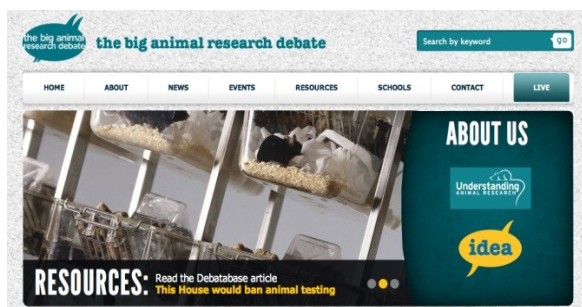 the big animal
research debate
the big animal research debate
Search by keyword
go
HOME ABOUT NEWS EVENTS RESOURCES SCHOOLS CONTACT LIVE
ABOUT US
Understanding
ANIMAL RESEARCH
idea
RESOURCES: Read the Debatabase article
This House would ban animal testing